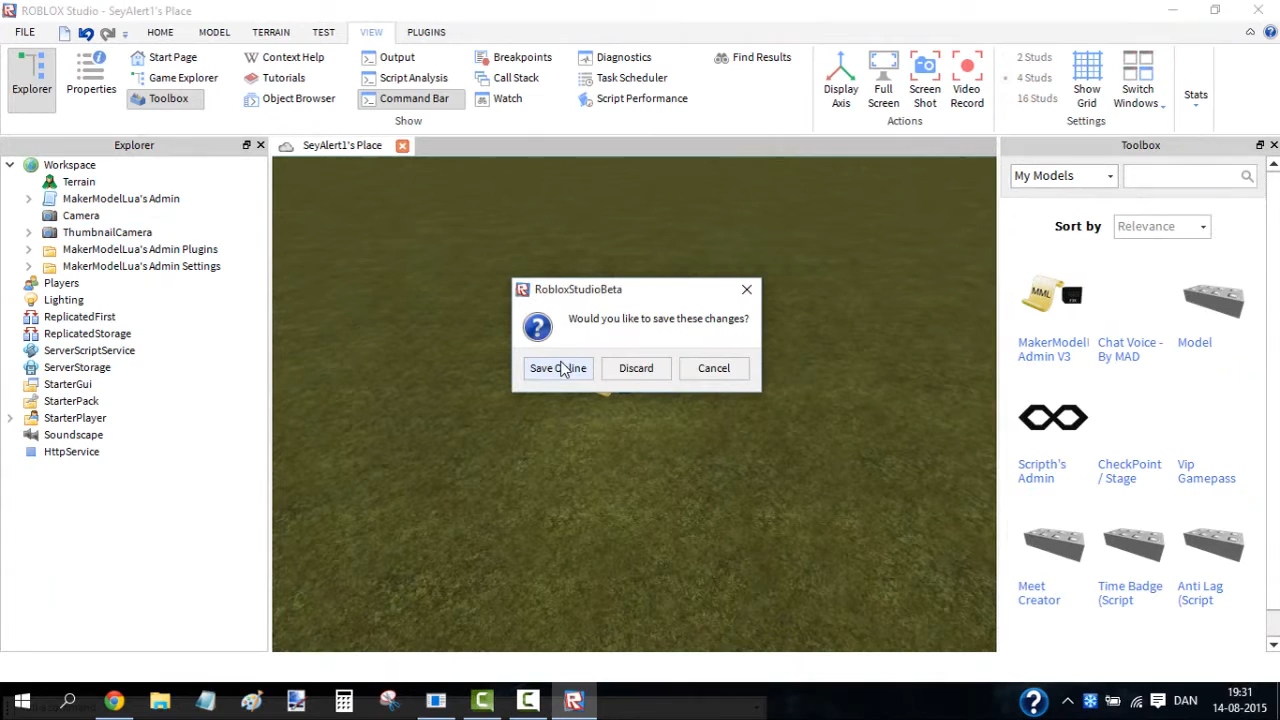 ROBLOX Studio - SeyAlert1's Place
FILE HOME MODEL TERRAIN TEST VIEW PLUGINS
Explorer
Properties
Start Page
Game Explorer
Toolbox
Context Help
Tutorials
Object Browser
Output
Script Analysis
Command Bar
Breakpoints
Call Stack
Watch
Diagnostics
Task Scheduler
Script Performance
Find Results
Show
Display Axis
Full Screen
Screen Shot
Video Record
Actions
2 Studs
4 Studs
16 Studs
Show Grid
Switch Windows
Settings
Stats
Explorer
Workspace
Terrain
MakerModelLua's Admin
Camera
ThumbnailCamera
MakerModelLua's Admin Plugins
MakerModelLua's Admin Settings
Players
Lighting
ReplicatedFirst
ReplicatedStorage
ServerScriptService
ServerStorage
StarterGui
StarterPack
StarterPlayer
Soundscape
HttpService
SeyAlert1's Place
RobloxStudioBeta
Would you like to save these changes?
Save Online Discard Cancel
Toolbox
My Models
Sort by Relevance
MML
MakerModell
Admin V3
Chat Voice -
By MAD
Model
Scripth's
Admin
CheckPoint
/ Stage
Vip
Gamepass
Meet
Creator
Time Badge
(Script
Anti Lag
(Script
DAN
19:31
14-08-2015